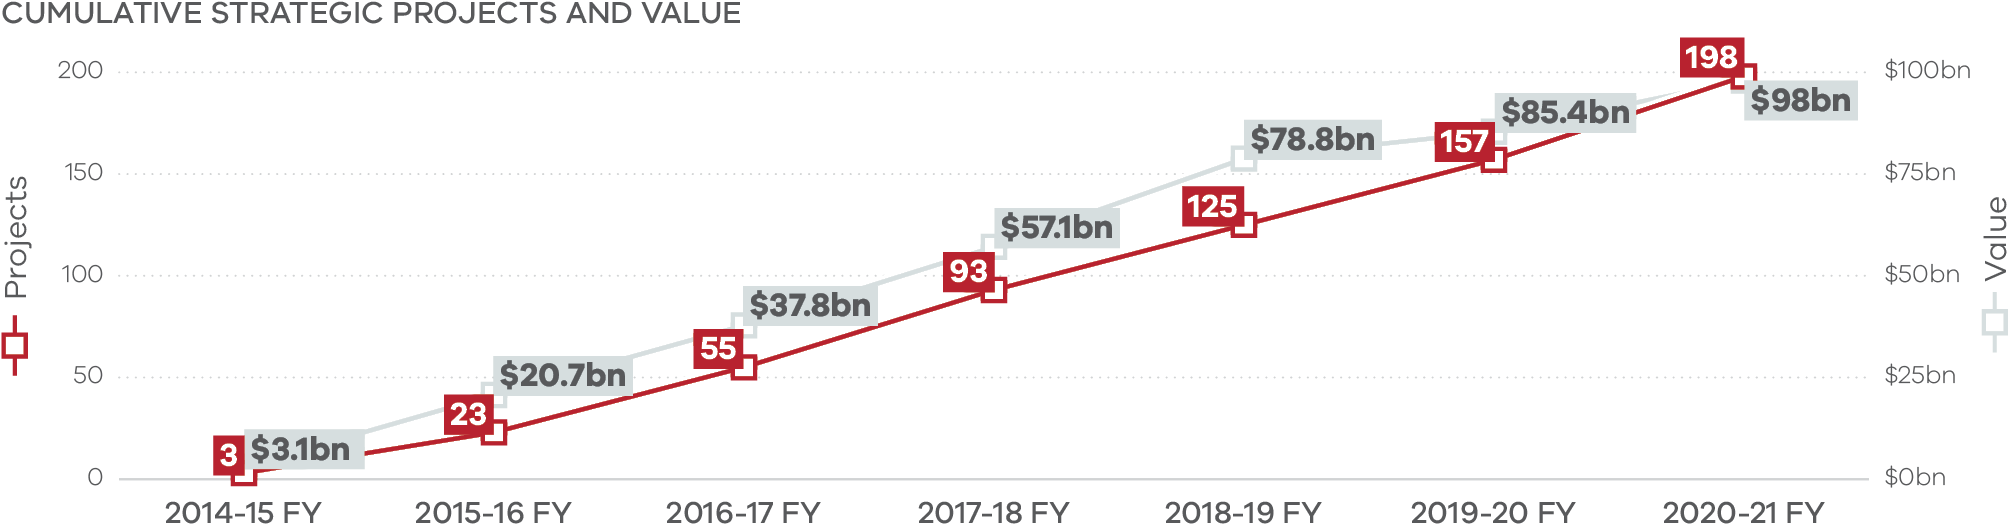 CUMULATIVE STRATEGIC PROJECTS AND VALUE
198
200
$100bn
$98bn
$85.4bn
157
$78.8bn
150
$75bn
125
$57.1bn
93
100
$50bn
$37.8bn
55
50
$25bn
$20.7bn
23
3
$3.1bn
0
$0bn
Projects
Value
2014-15 FY
2015-16 FY
2016-17 FY
2017-18 FY
2018-19 FY
2019-20 FY
2020-21 FY